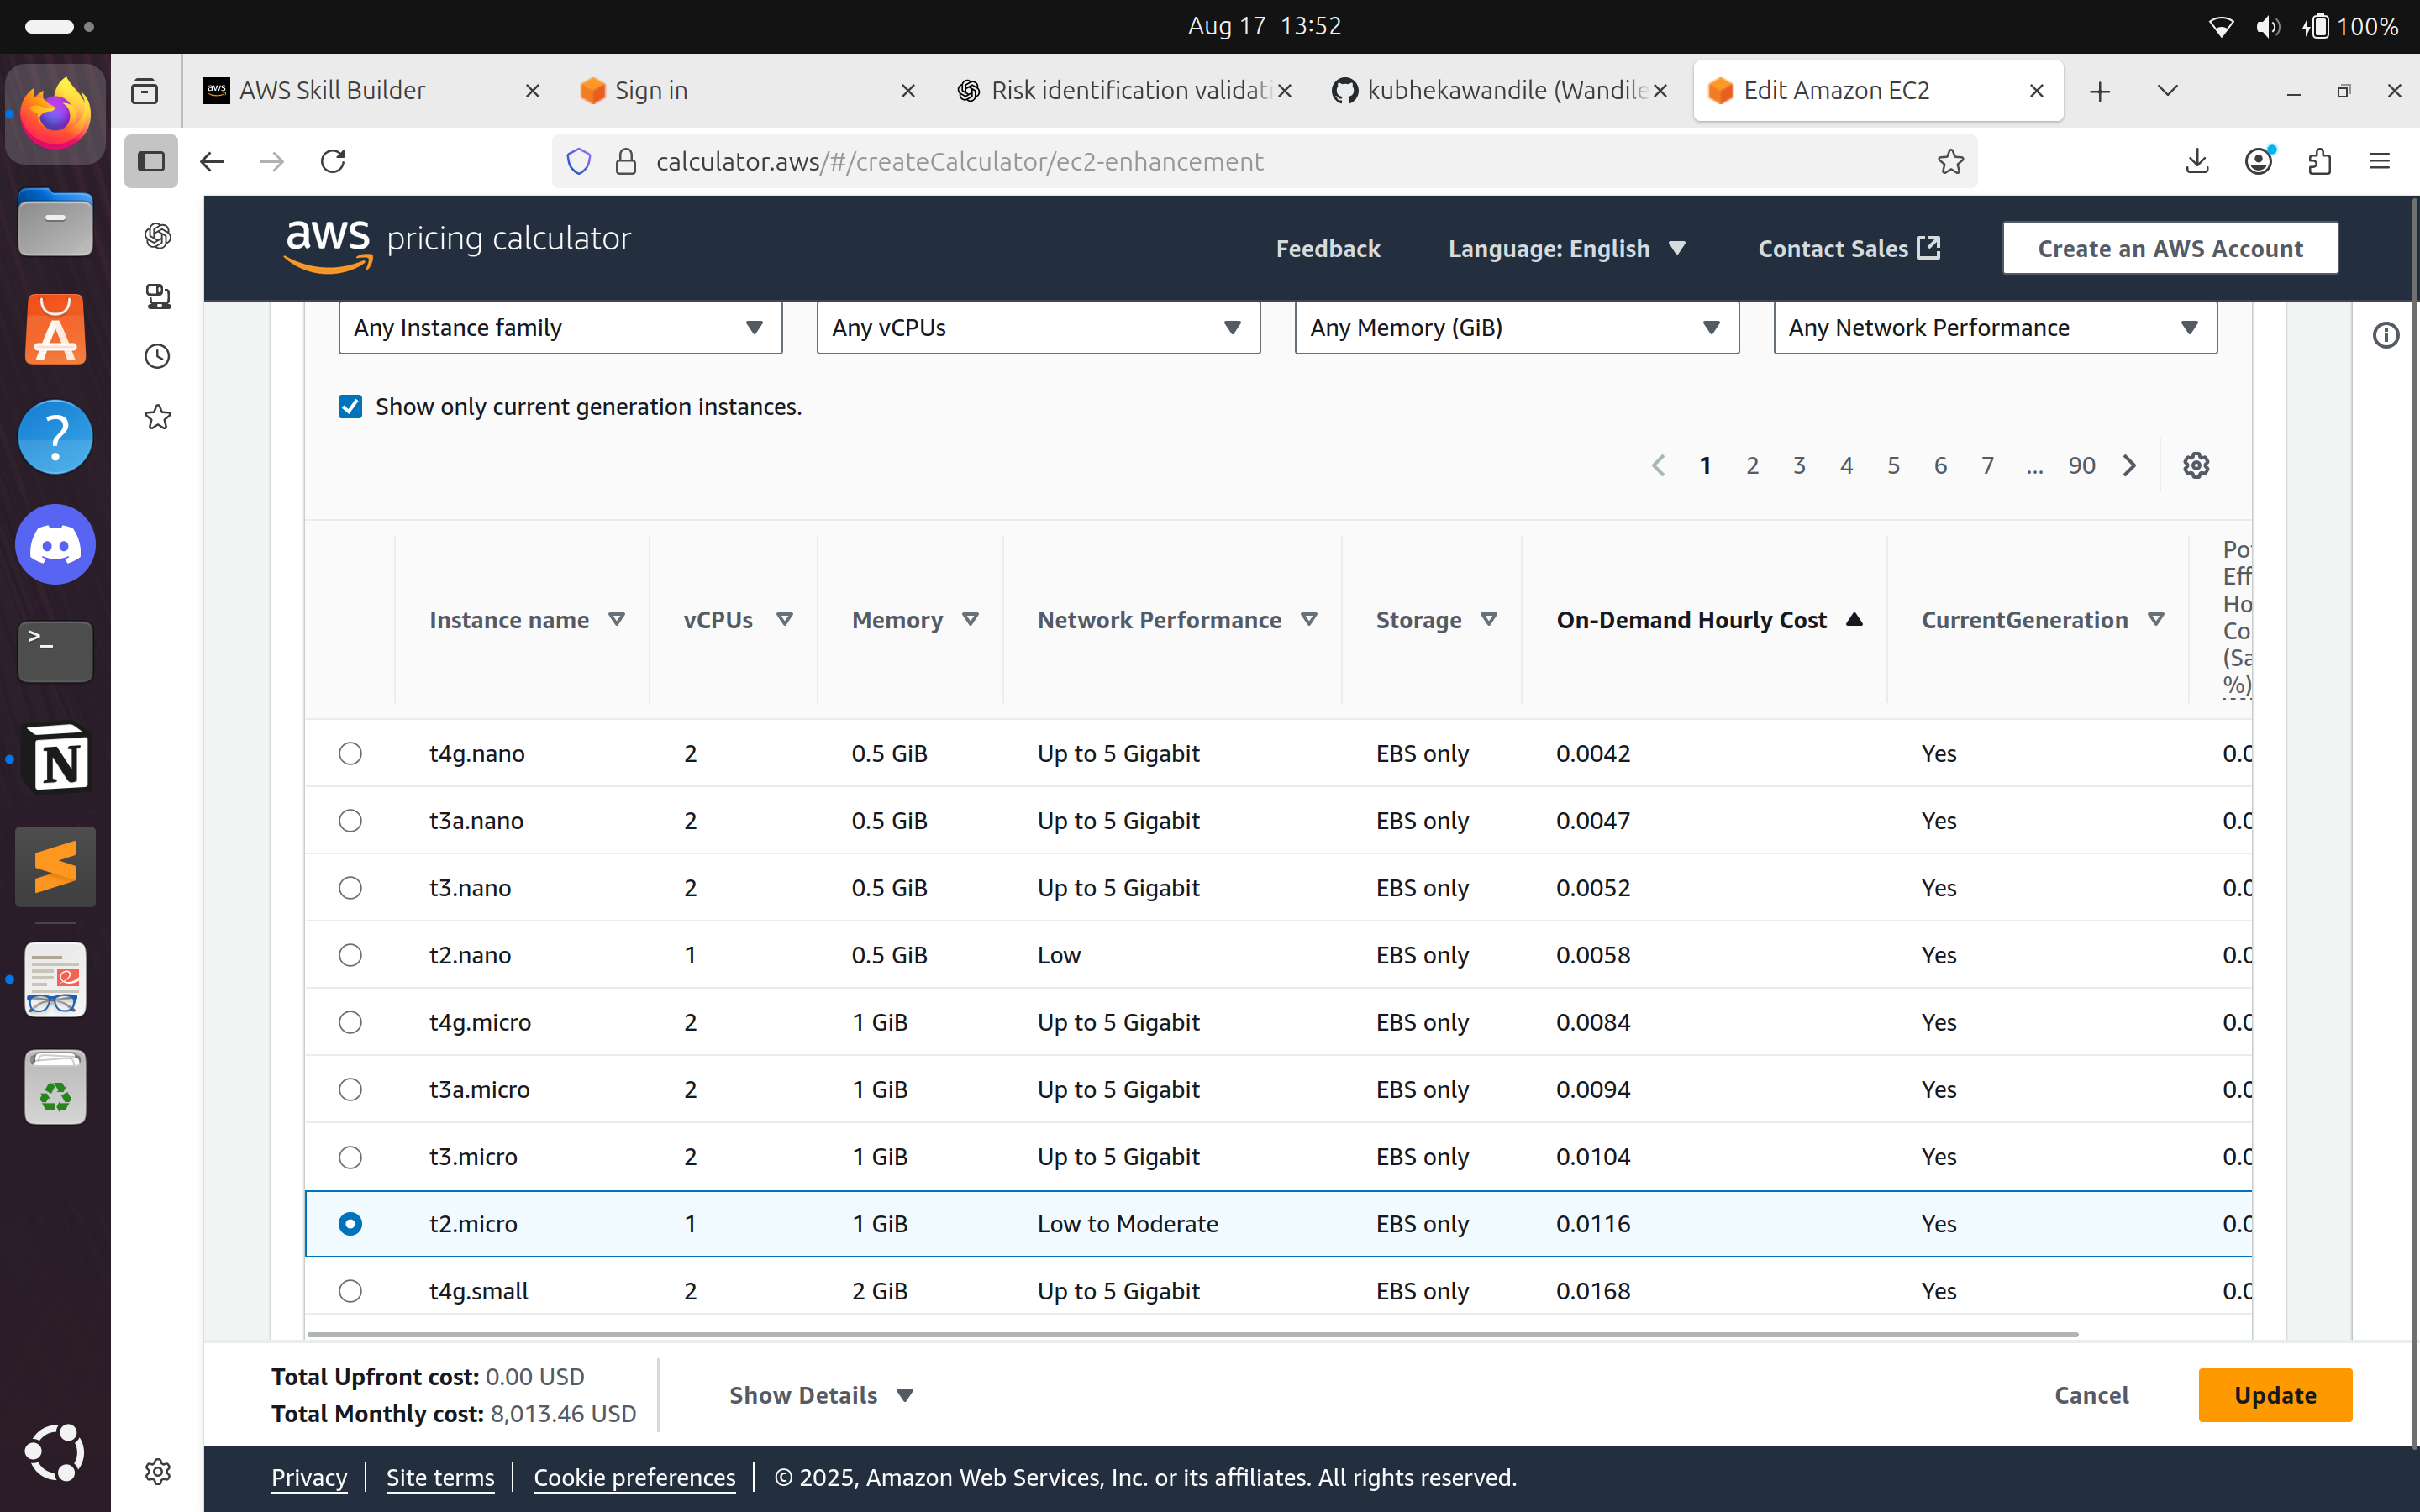 Aug 17 13:52
100%
AWS Skill Builder
Sign in
Risk identification validati
kubhekawandile (Wandile
Edit Amazon EC2
calculator.aws/#/createCalculator/ec2-enhancement
aws pricing calculator
Feedback
Language: English
Contact Sales
Create an AWS Account
Any Instance family
Any vCPUs
Any Memory (GiB)
Any Network Performance
Show only current generation instances.
1 2 3 4 5 6 7 ... 90
Instance name vCPUs Memory Network Performance Storage On-Demand Hourly Cost CurrentGeneration
Po
Eff
Ho
Co
(Sa
%)
t4g.nano 2 0.5 GiB Up to 5 Gigabit EBS only 0.0042 Yes 0.0
t3a.nano 2 0.5 GiB Up to 5 Gigabit EBS only 0.0047 Yes 0.0
t3.nano 2 0.5 GiB Up to 5 Gigabit EBS only 0.0052 Yes 0.0
t2.nano 1 0.5 GiB Low EBS only 0.0058 Yes 0.0
t4g.micro 2 1 GiB Up to 5 Gigabit EBS only 0.0084 Yes 0.0
t3a.micro 2 1 GiB Up to 5 Gigabit EBS only 0.0094 Yes 0.0
t3.micro 2 1 GiB Up to 5 Gigabit EBS only 0.0104 Yes 0.0
t2.micro 1 1 GiB Low to Moderate EBS only 0.0116 Yes 0.0
t4g.small 2 2 GiB Up to 5 Gigabit EBS only 0.0168 Yes 0.0
Total Upfront cost: 0.00 USD
Total Monthly cost: 8,013.46 USD
Show Details
Cancel
Update
Privacy | Site terms | Cookie preferences | © 2025, Amazon Web Services, Inc. or its affiliates. All rights reserved.